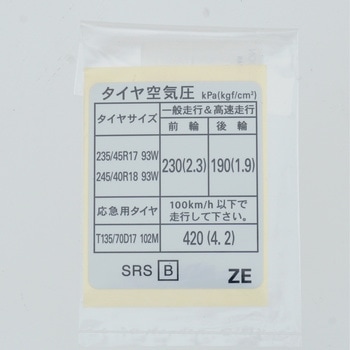 タイヤ空気圧 kPa(kgf/cm²)
タイヤサイズ 一般走行&高速走行
前輪 後輪
235/45R17 93W
245/40R18 93W
230(2.3) 190(1.9)
応急用タイヤ 100km/h以下で
走行して下さい。
T135/70D17 102M 420(4.2)
SRS B ZE